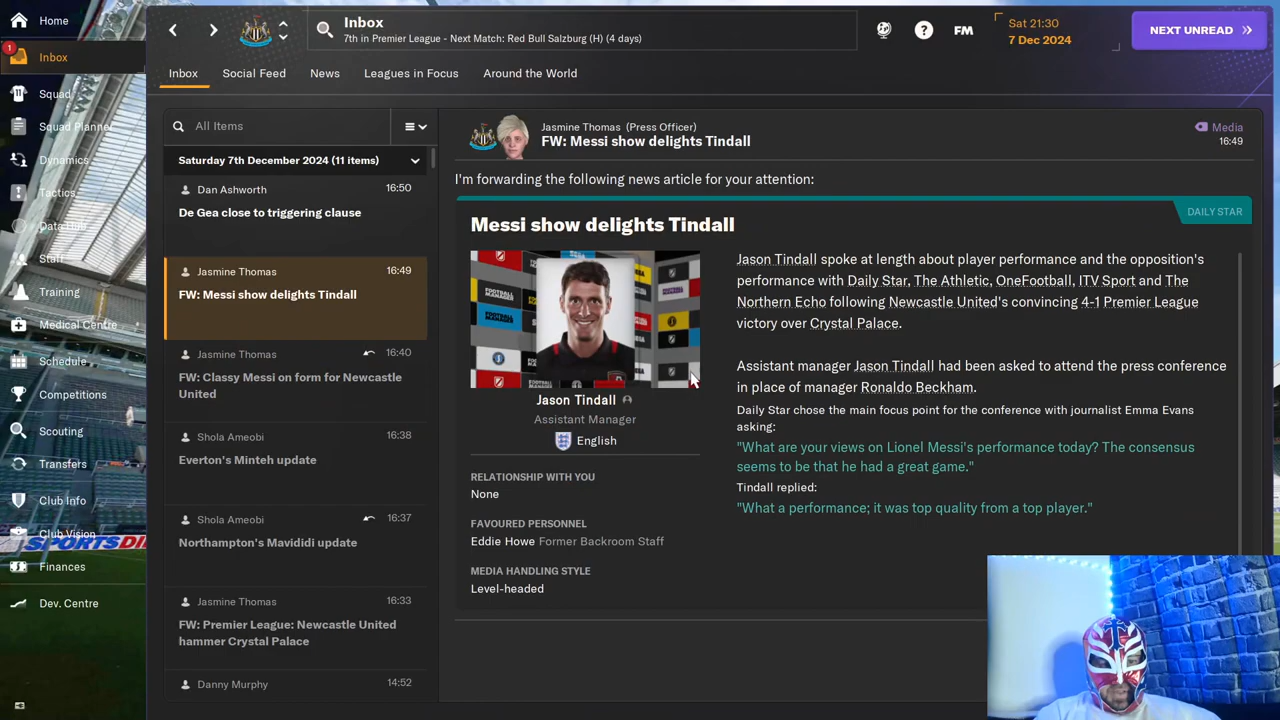 Home
Inbox
7th in Premier League - Next Match: Red Bull Salzburg (H) (4 days)
FM
Sat 21:30
7 Dec 2024
NEXT UNREAD
1
Inbox
Inbox
Social Feed
News
Leagues in Focus
Around the World
Squad
Squad Planner
Dynamics
Tactics
Data Hub
Staff
Training
Medical Centre
Schedule
Competitions
Scouting
Transfers
Club Info
Club Vision
SPORTS DIRECT
Finances
Dev. Centre
All Items
Saturday 7th December 2024 (11 items)
Dan Ashworth
16:50
De Gea close to triggering clause
Jasmine Thomas
16:49
FW: Messi show delights Tindall
Jasmine Thomas
16:40
FW: Classy Messi on form for Newcastle
United
Shola Ameobi
16:38
Everton's Minteh update
Shola Ameobi
16:37
Northampton's Mavididi update
Jasmine Thomas
16:33
FW: Premier League: Newcastle United
hammer Crystal Palace
Danny Murphy
14:52
Jasmine Thomas (Press Officer)
FW: Messi show delights Tindall
Media
16:49
I'm forwarding the following news article for your attention:
Messi show delights Tindall
DAILY STAR
Jason Tindall
Assistant Manager
English
RELATIONSHIP WITH YOU
None
FAVOURED PERSONNEL
Eddie Howe Former Backroom Staff
MEDIA HANDLING STYLE
Level-headed
Jason Tindall spoke at length about player performance and the opposition's
performance with Daily Star, The Athletic, OneFootball, ITV Sport and The
Northern Echo following Newcastle United's convincing 4-1 Premier League
victory over Crystal Palace.
Assistant manager Jason Tindall had been asked to attend the press conference
in place of manager Ronaldo Beckham.
Daily Star chose the main focus point for the conference with journalist Emma Evans
asking:
"What are your views on Lionel Messi's performance today? The consensus
seems to be that he had a great game."
Tindall replied:
"What a performance; it was top quality from a top player."